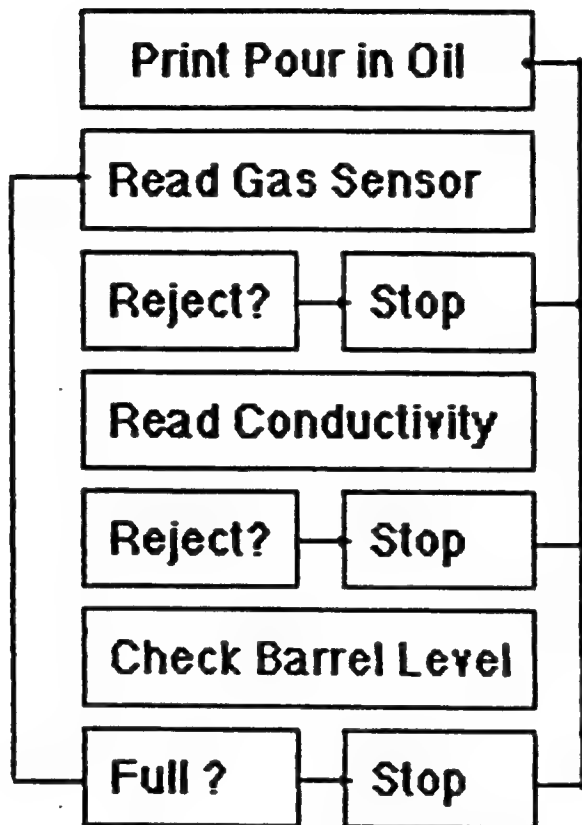 Print Pour in Oil
Read Gas Sensor
Reject? Stop
Read Conductivity
Reject? Stop
Check Barrel Level
Full ? Stop